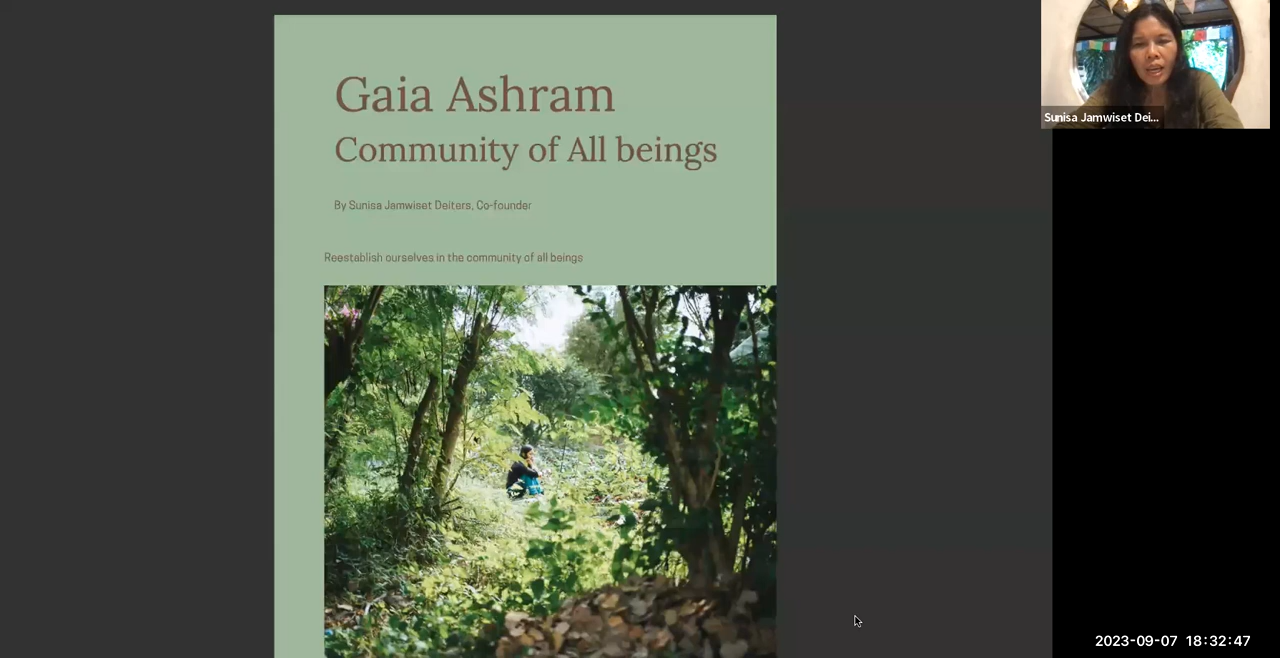 Gaia Ashram
Community of All beings
By Sunisa Jamwiset Deiters, Co-founder
Reestablish ourselves in the community of all beings
Sunisa Jamwiset Dei...
2023-09-07 18:32:47